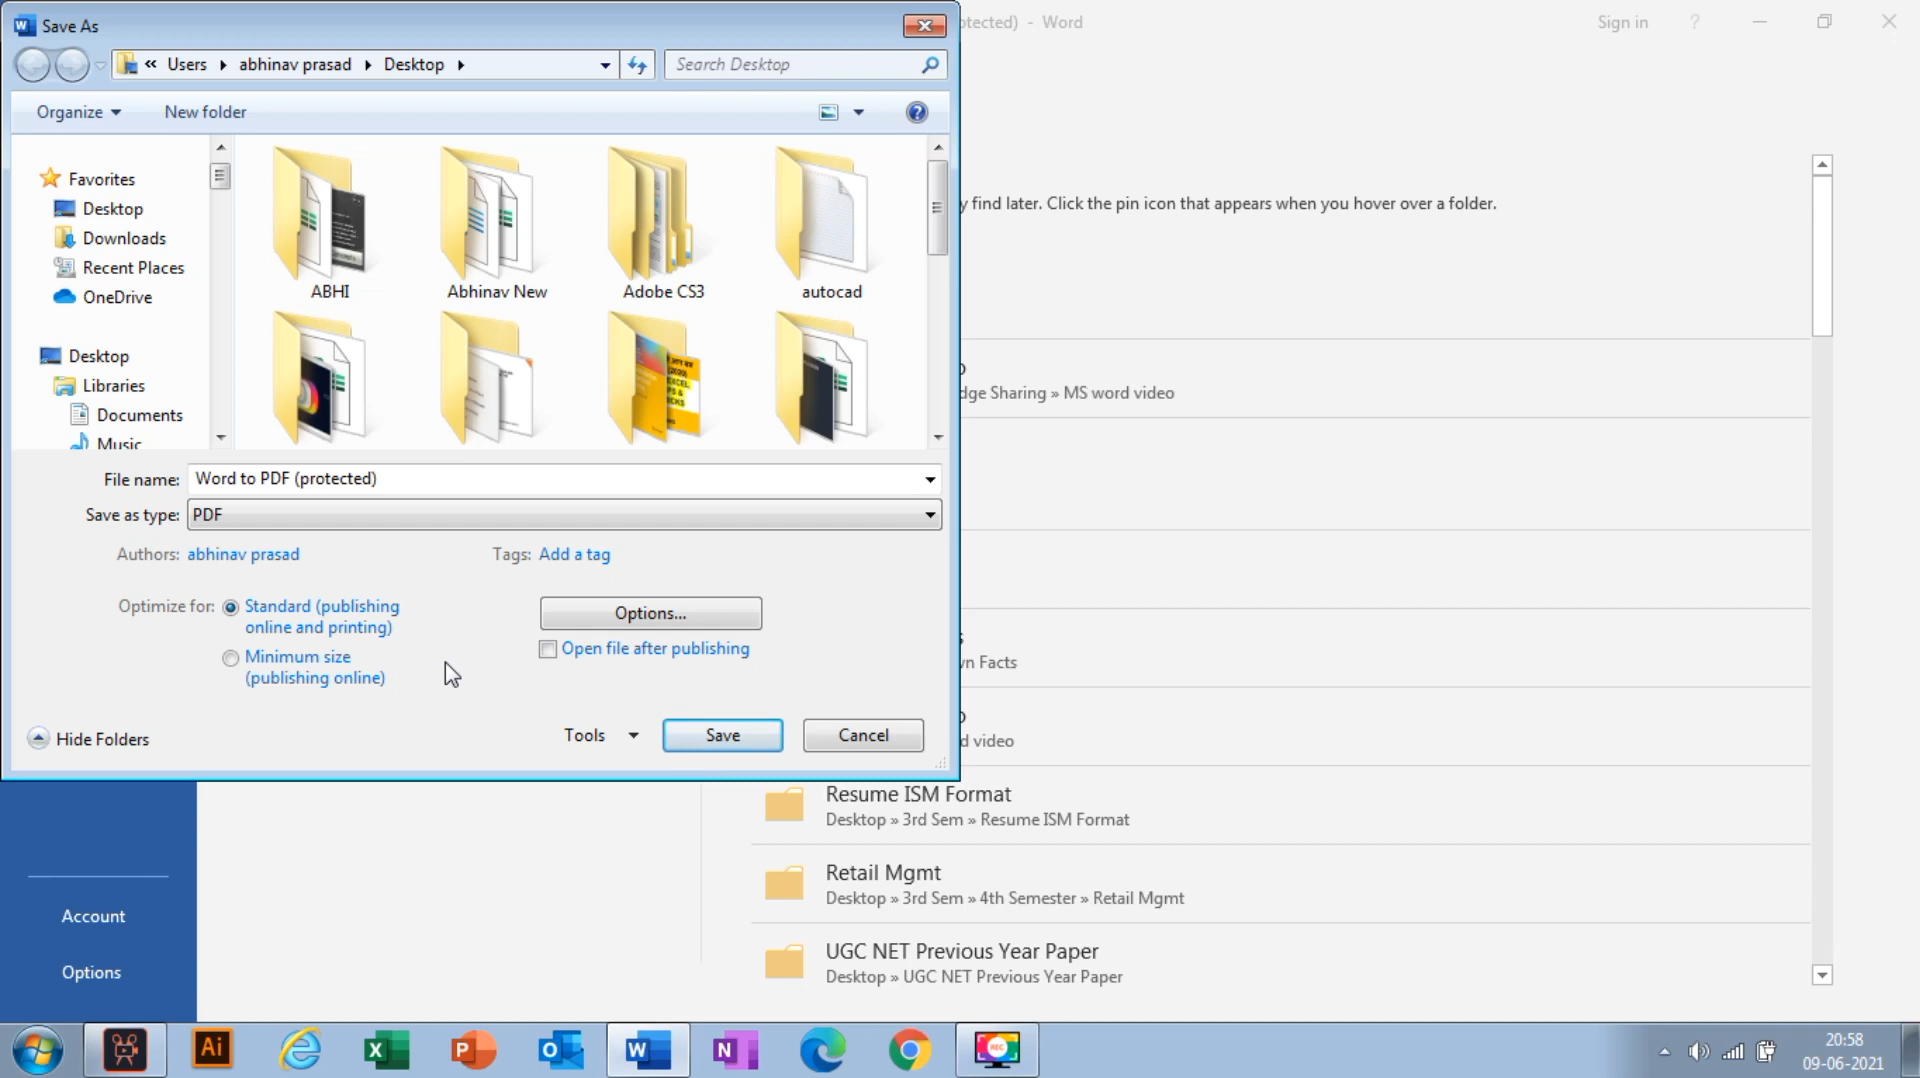 Save As
otected) - Word
Sign in
?
« Users abhinav prasad Desktop
Search Desktop
Organize
New folder
Favorites
Desktop
Downloads
Recent Places
OneDrive
Desktop
Libraries
Documents
Music
ABHI
Abhinav New
Adobe CS3
autocad
y find later. Click the pin icon that appears when you hover over a folder.
dge Sharing » MS word video
File name: Word to PDF (protected)
Save as type: PDF
Authors: abhinav prasad
Tags: Add a tag
Optimize for: Standard (publishing
online and printing)
Minimum size
(publishing online)
Options...
Open file after publishing
Hide Folders
Tools
Save
Cancel
vn Facts
d video
Resume ISM Format
Desktop » 3rd Sem » Resume ISM Format
Retail Mgmt
Desktop » 3rd Sem » 4th Semester » Retail Mgmt
UGC NET Previous Year Paper
Desktop » UGC NET Previous Year Paper
Account
Options
Ai
REC
20:58
09-06-2021